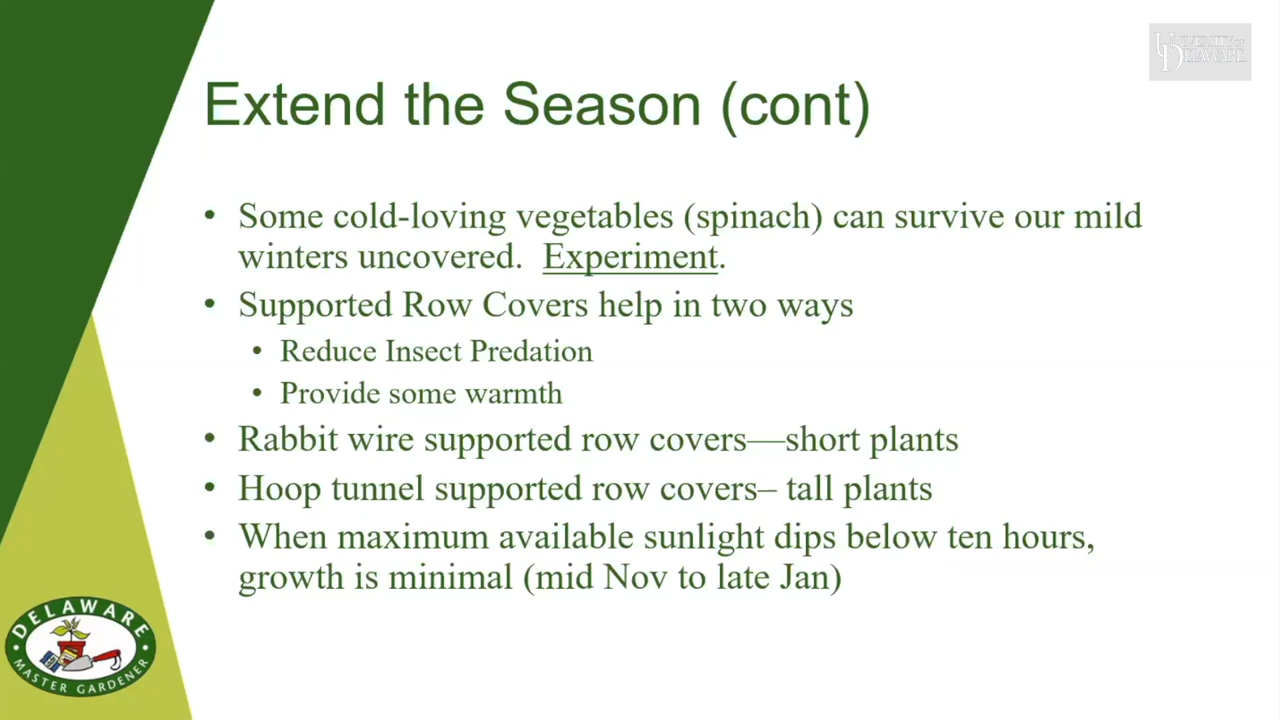 UNIVERSITY OF
DELAWARE
Extend the Season (cont)
• Some cold-loving vegetables (spinach) can survive our mild
winters uncovered.  Experiment.
• Supported Row Covers help in two ways
• Reduce Insect Predation
• Provide some warmth
• Rabbit wire supported row covers—short plants
• Hoop tunnel supported row covers– tall plants
• When maximum available sunlight dips below ten hours,
growth is minimal (mid Nov to late Jan)
DELAWARE
MASTER GARDENER